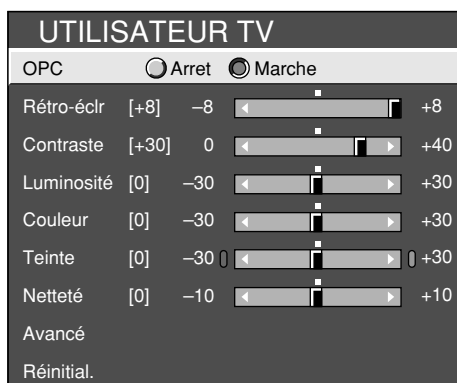 UTILISATEUR TV
OPC Arret Marche
Rétro-éclr [+8] –8 +8
Contraste [+30] 0 +40
Luminosité [0] –30 +30
Couleur [0] –30 +30
Teinte [0] –30 +30
Netteté [0] –10 +10
Avancé
Réinitial.